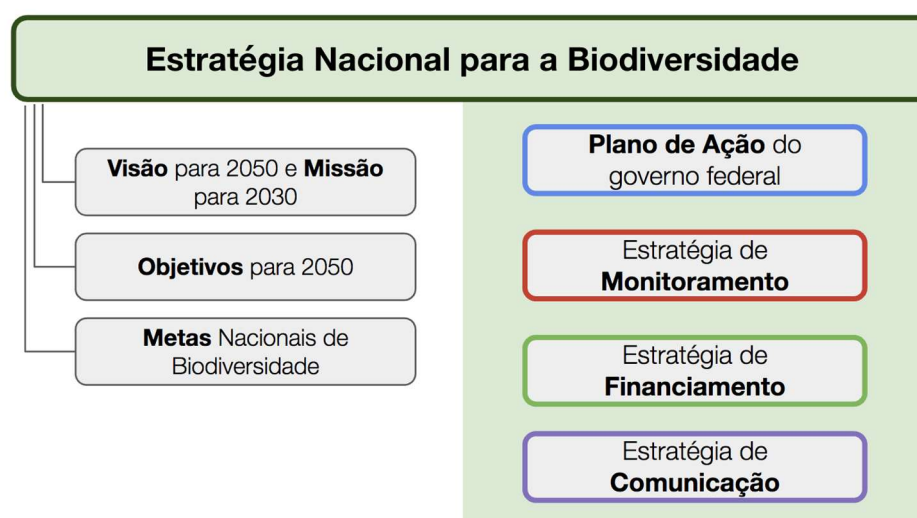 Estratégia Nacional para a Biodiversidade
Visão para 2050 e Missão
para 2030
Objetivos para 2050
Metas Nacionais de
Biodiversidade
Plano de Ação do
governo federal
Estratégia de
Monitoramento
Estratégia de
Financiamento
Estratégia de
Comunicação